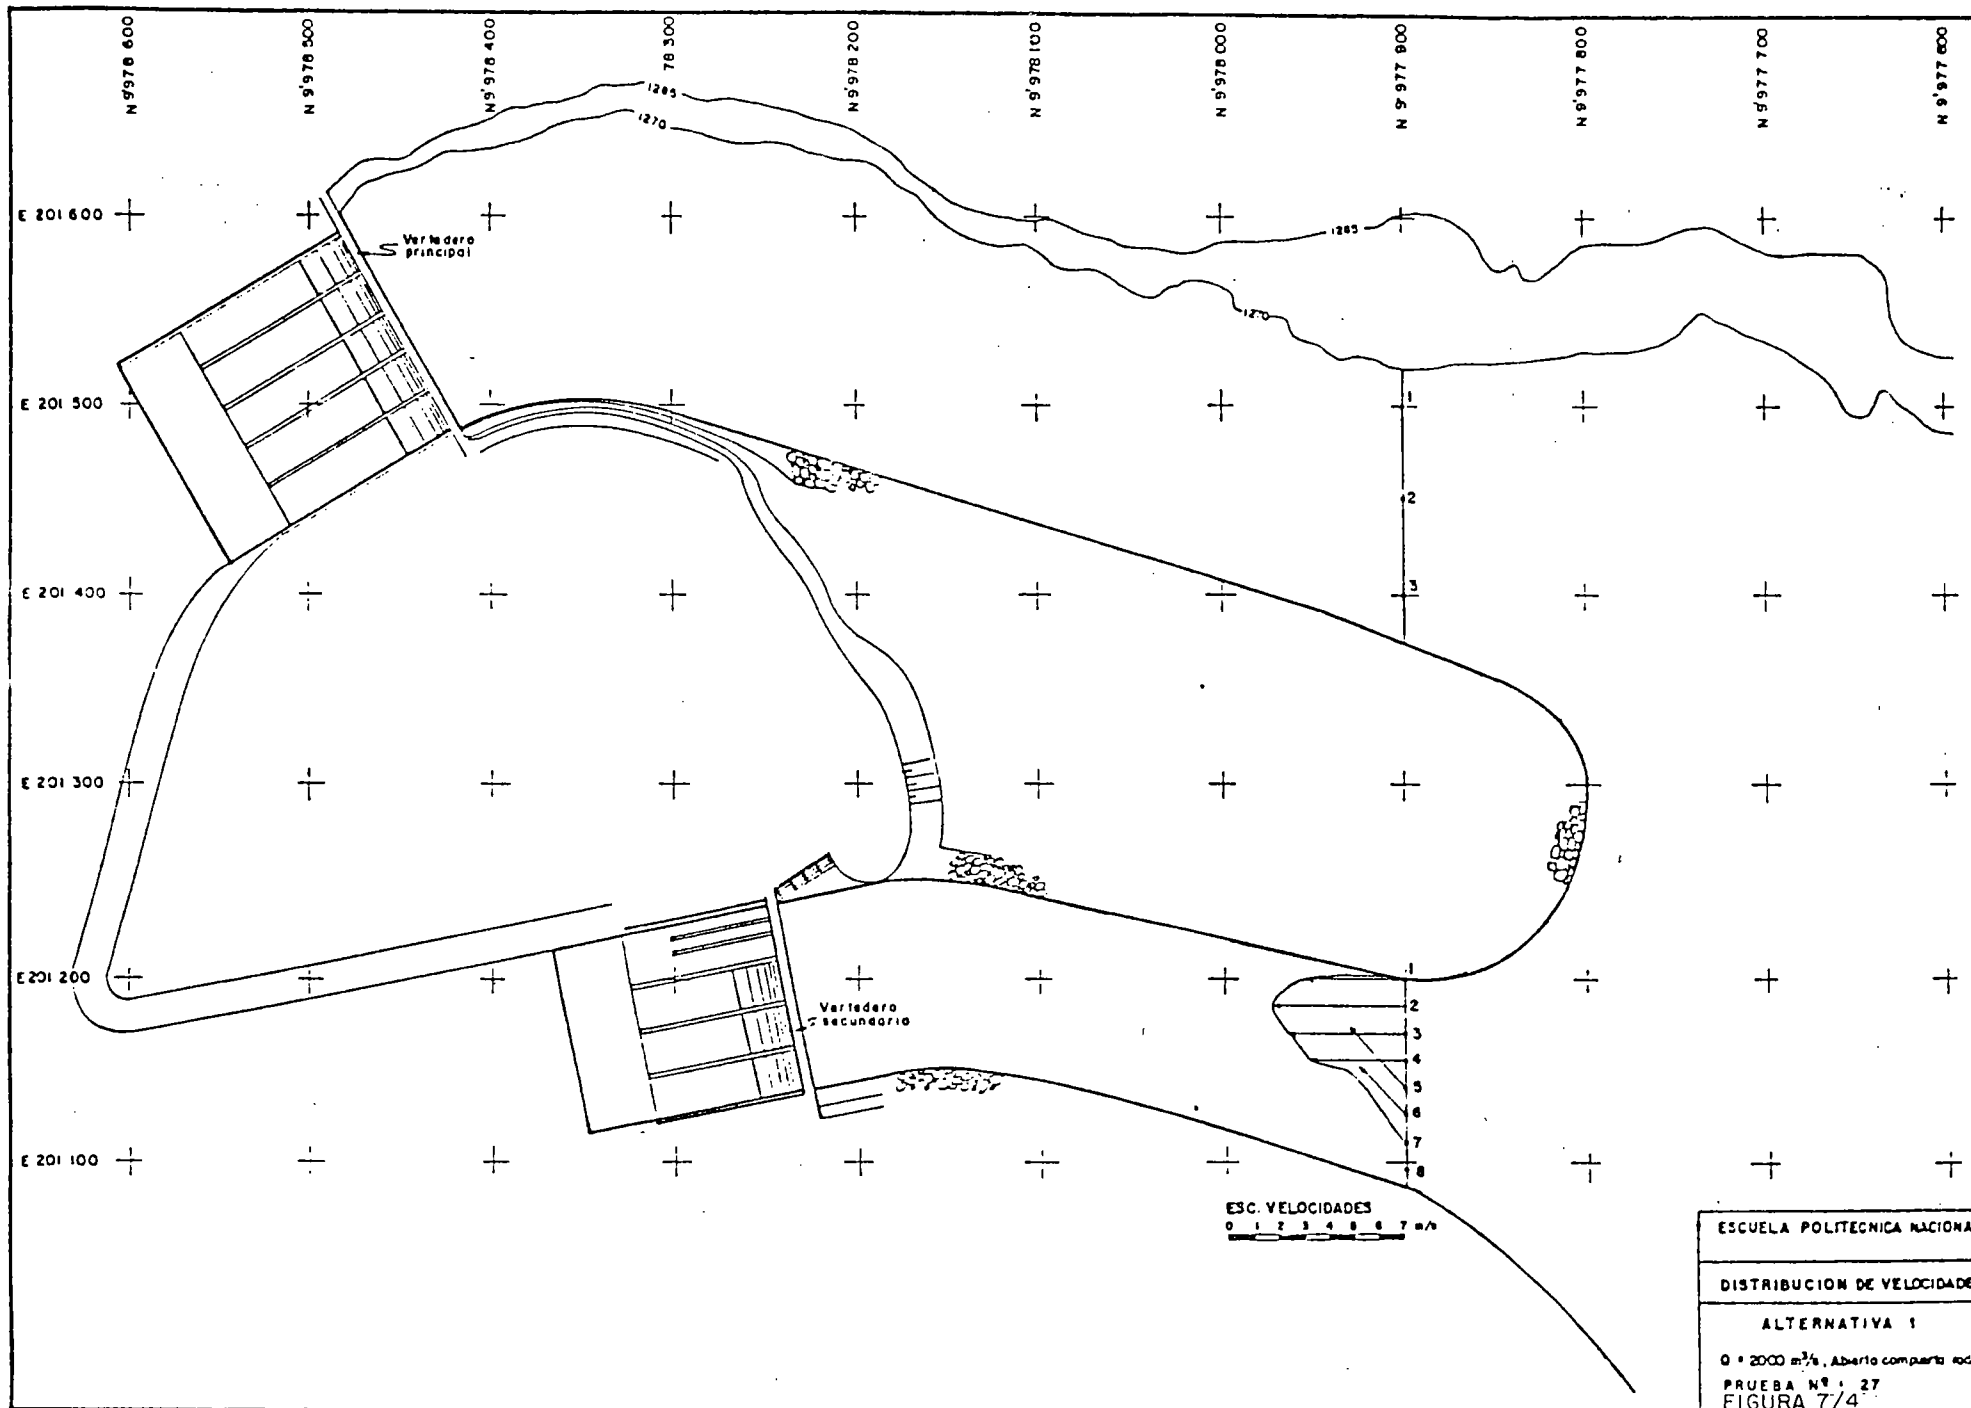 N 9'978 600
N 9'978 500
N 9'978 400
78 300
N 9'978 200
N 9'978 100
N 9'978 000
N 9'977 900
N 9'977 800
N 9'977 700
N 9'977 600
1285
1270
E 201 600
Vertedero
principal
1285
1270
E 201 500
1
2
E 201 400
3
E 201 300
E 201 200
1
2
Vertedero
secundario
3
4
5
6
7
E 201 100
8
ESC. VELOCIDADES
0 1 2 3 4 5 6 7 m/s
ESCUELA POLITECNICA NACIONA
DISTRIBUCION DE VELOCIDADE
ALTERNATIVA 1
Q = 2000 m³/s, Abierta compuerta rad
PRUEBA Nº : 27
FIGURA 7/4